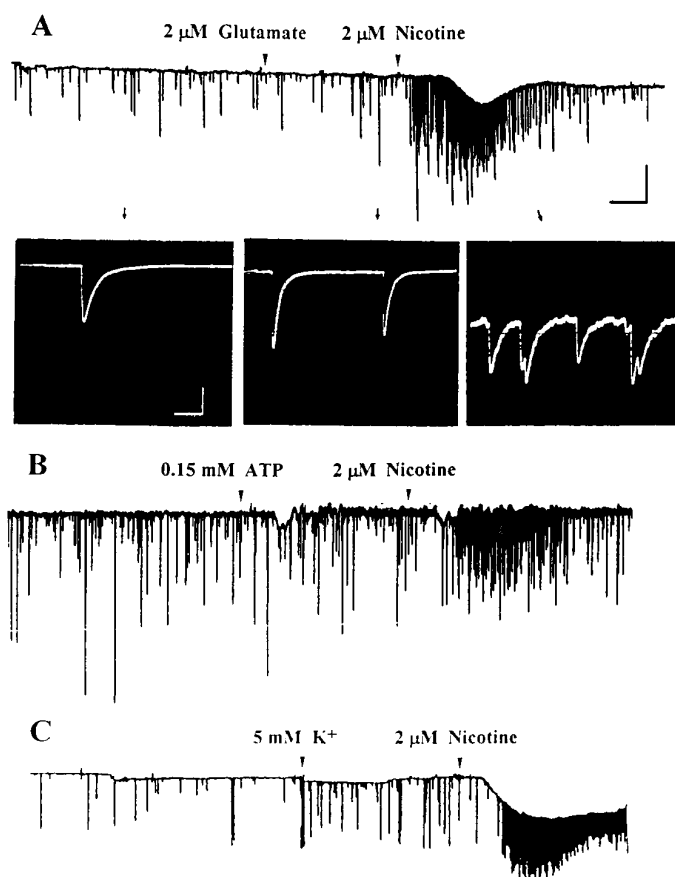 A
2 μM Glutamate 2 μM Nicotine
B
0.15 mM ATP 2 μM Nicotine
C
5 mM K+ 2 μM Nicotine